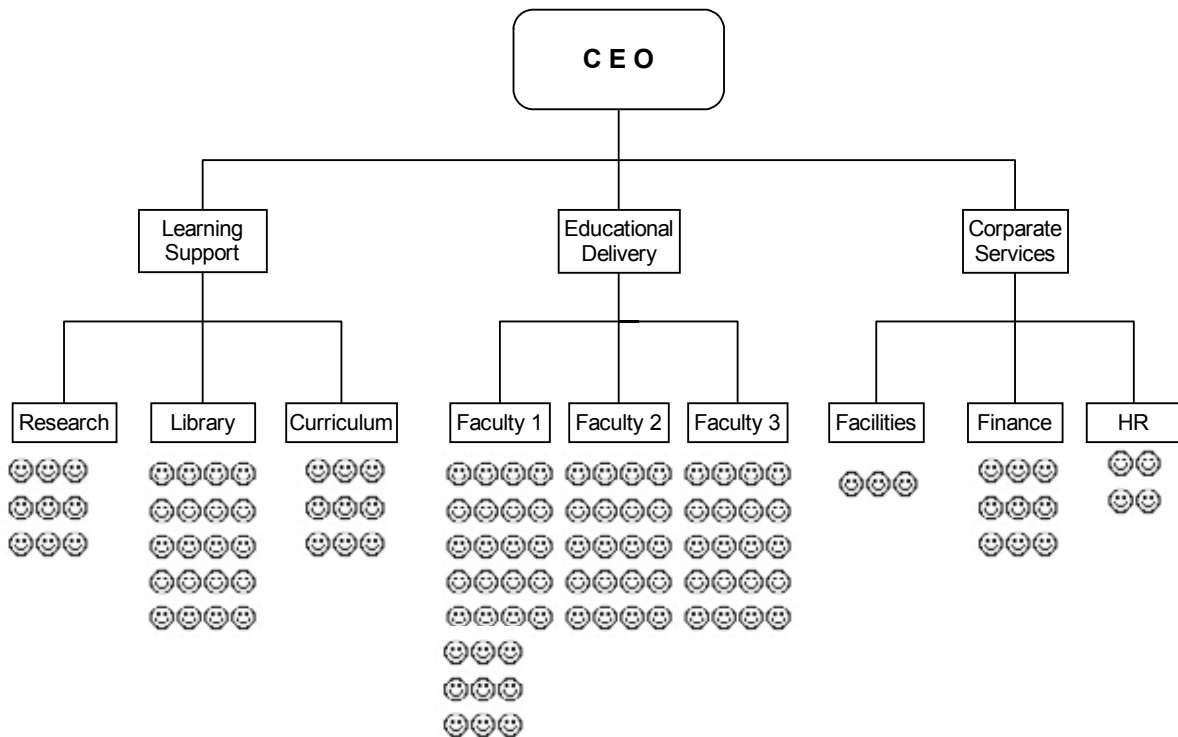 C E O
Learning
Support
Educational
Delivery
Corparate
Services
Research
Library
Curriculum
Faculty 1
Faculty 2
Faculty 3
Facilities
Finance
HR